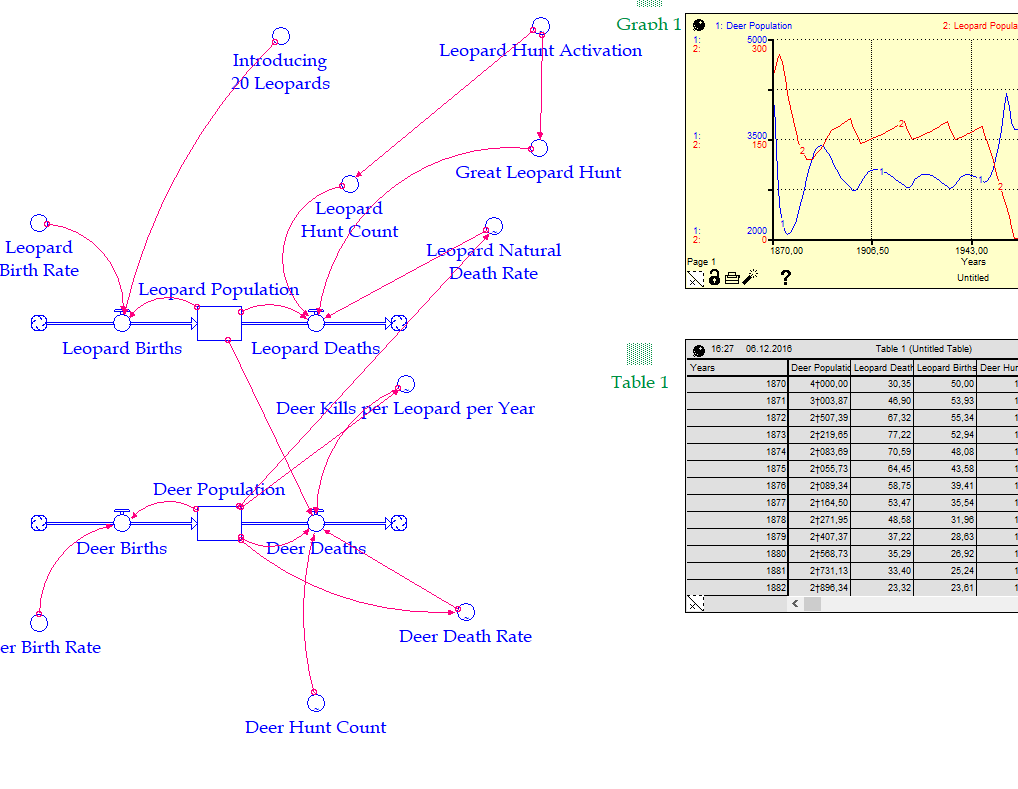 Introducing
20 Leopards
Leopard Hunt Activation
Great Leopard Hunt
Leopard
Hunt Count
Leopard
Birth Rate
Leopard Natural
Death Rate
Leopard Population
Leopard Births
Leopard Deaths
Deer Kills per Leopard per Year
Deer Population
Deer Births
Deer Deaths
er Birth Rate
Deer Death Rate
Deer Hunt Count
Graph 1
1: Deer Population
2: Leopard Popula
1:
2:
5000
300
1:
2:
3500
150
1:
2:
2000
0
1
1
1
2
2
2
1870,00
1906,50
1943,00
Page 1
Years
?
Untitled
Table 1
16:27 06.12.2016 Table 1 (Untitled Table)
Years Deer Populatio Leopard Death Leopard Births Deer Hun
1870 4†000,00 30,35 50,00 1
1871 3†003,87 46,90 53,93 1
1872 2†507,39 67,32 55,34 1
1873 2†219,65 77,22 52,94 1
1874 2†083,69 70,59 48,08 1
1875 2†055,73 64,45 43,58 1
1876 2†089,34 58,75 39,41 1
1877 2†164,50 53,47 35,54 1
1878 2†271,95 48,58 31,96 1
1879 2†407,37 37,22 28,63 1
1880 2†568,73 35,29 26,92 1
1881 2†731,13 33,40 25,24 1
1882 2†896,34 23,32 23,61 1